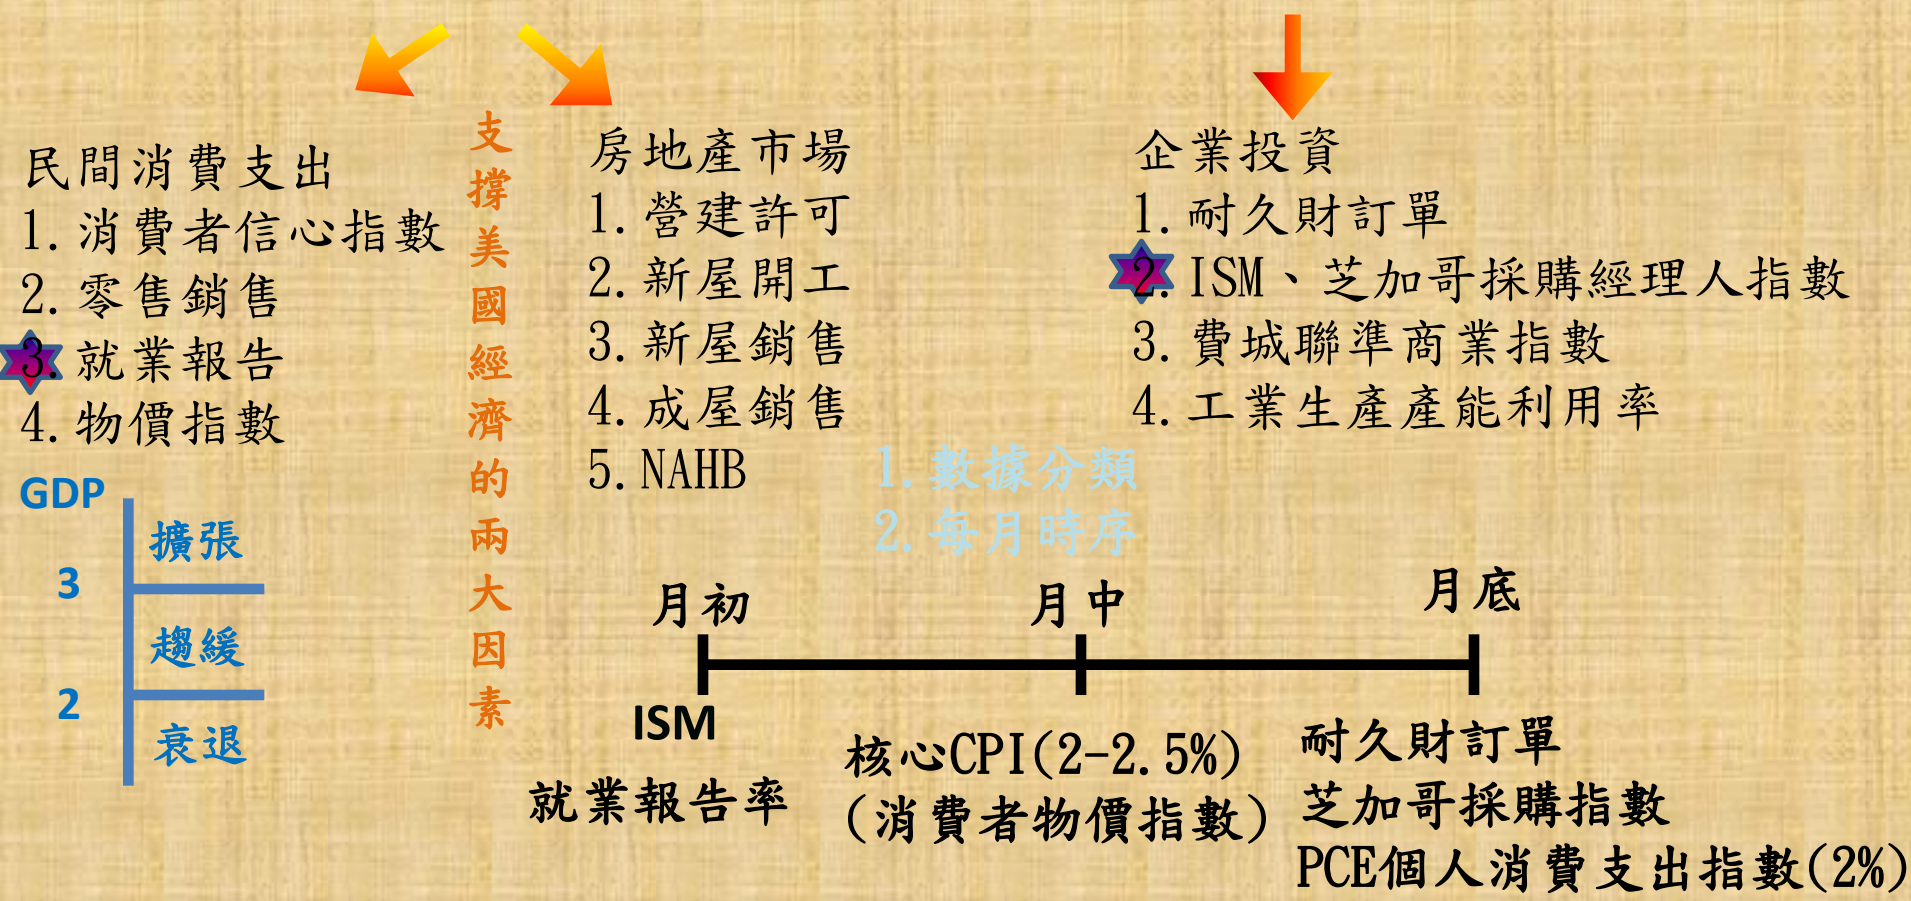 民間消費支出
1.消費者信心指數
2.零售銷售
3.就業報告
4.物價指數
支撐美國經濟的兩大因素
房地產市場
1.營建許可
2.新屋開工
3.新屋銷售
4.成屋銷售
5.NAHB
企業投資
1.耐久財訂單
2.ISM、芝加哥採購經理人指數
3.費城聯準商業指數
4.工業生產產能利用率
1.數據分類
2.每月時序
GDP
擴張
3
趨緩
2
衰退
月初
月中
月底
ISM
就業報告率
核心CPI(2-2.5%)
(消費者物價指數)
耐久財訂單
芝加哥採購指數
PCE個人消費支出指數(2%)